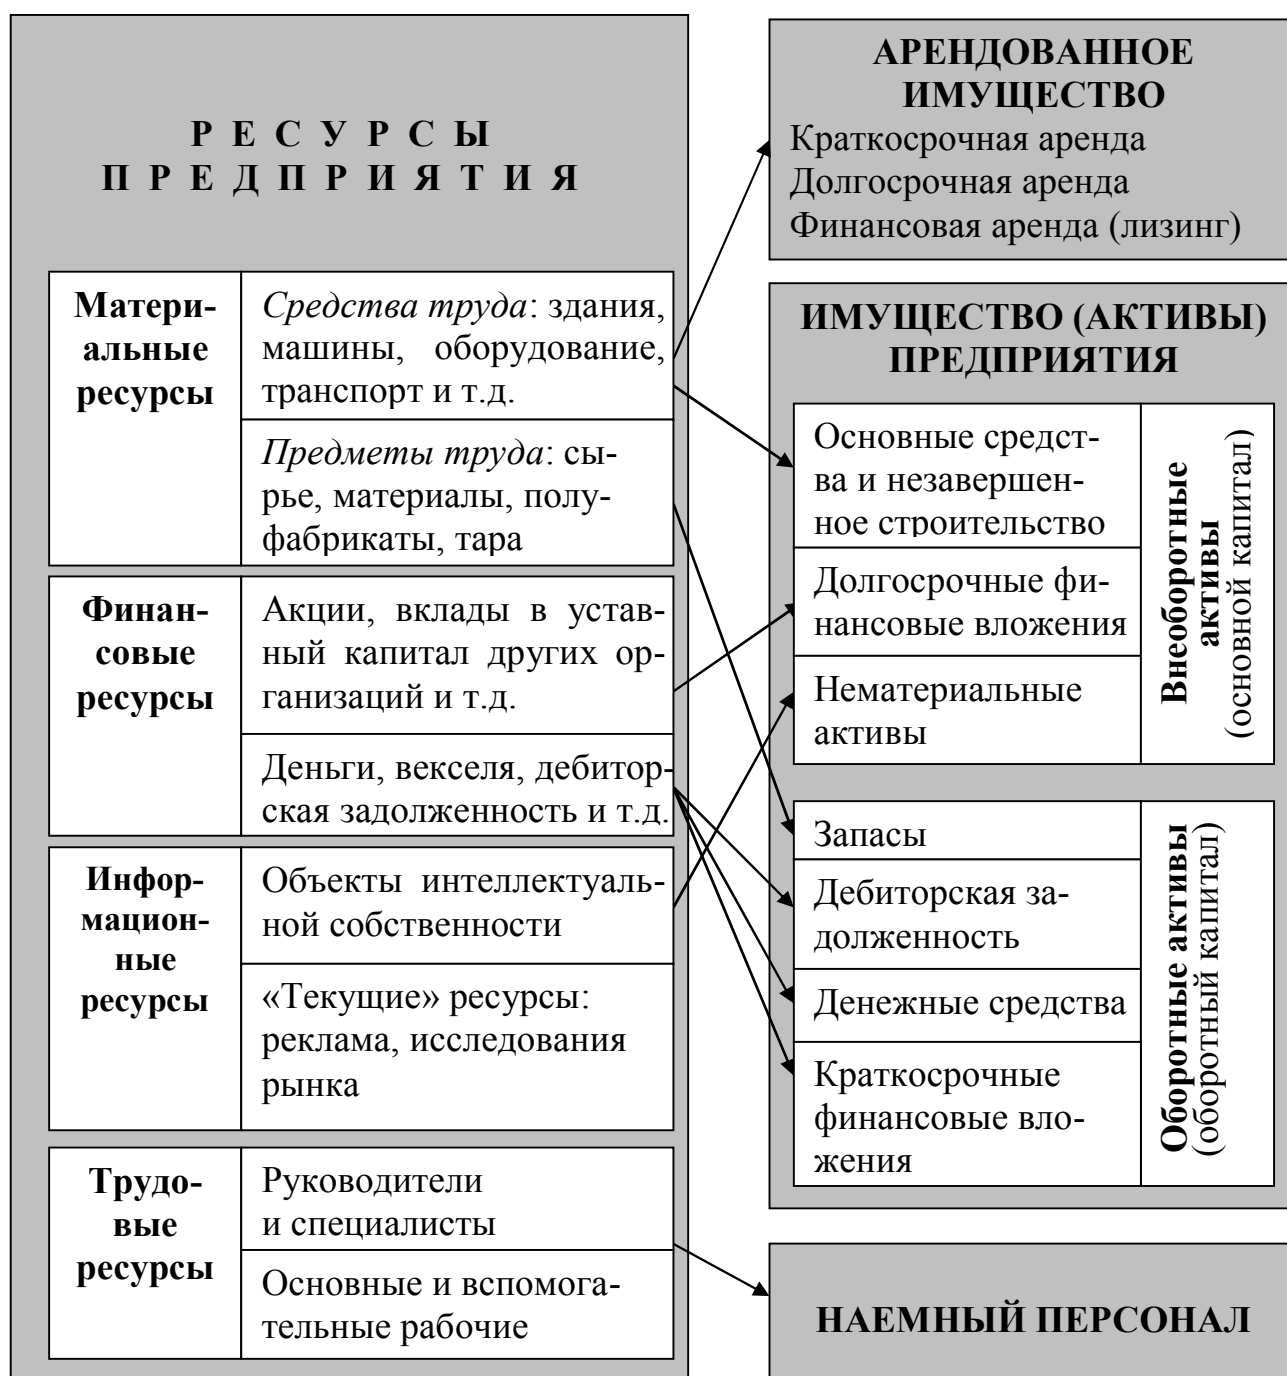 Р Е С У Р С Ы
П Р Е Д П Р И Я Т И Я
Матери-
альные
ресурсы
Средства труда: здания,
машины, оборудование,
транспорт и т.д.
Предметы труда: сы-
рье, материалы, полу-
фабрикаты, тара
Финан-
совые
ресурсы
Акции, вклады в устав-
ный капитал других ор-
ганизаций и т.д.
Деньги, векселя, дебитор-
ская задолженность и т.д.
Инфор-
мацион-
ные
ресурсы
Объекты интеллектуаль-
ной собственности
«Текущие» ресурсы:
реклама, исследования
рынка
Трудо-
вые
ресурсы
Руководители
и специалисты
Основные и вспомога-
тельные рабочие
АРЕНДОВАННОЕ
ИМУЩЕСТВО
Краткосрочная аренда
Долгосрочная аренда
Финансовая аренда (лизинг)
ИМУЩЕСТВО (АКТИВЫ)
ПРЕДПРИЯТИЯ
Основные средст-
ва и незавершен-
ное строительство
Долгосрочные фи-
нансовые вложения
Нематериальные
активы
Внеоборотные
активы
(основной капитал)
Запасы
Дебиторская за-
долженность
Денежные средства
Краткосрочные
финансовые вло-
жения
Оборотные активы
(оборотный капитал)
НАЕМНЫЙ ПЕРСОНАЛ